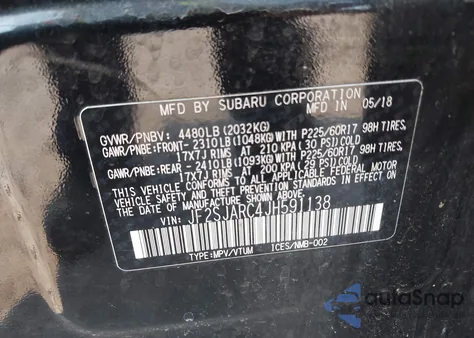 MFD BY SUBARU CORPORATION IN 05/18
GVWR/PNBV: 4480LB(2032KG)
GAWR/PNBE:FRONT-2310LB(1048KG)WITH P225/60R17 98H TIRES,
17X7J RIMS AT 210 KPA(30 PSI)COLD
GAWR/PNBE:REAR -2410LB(1093KG)WITH P225/60R17 98H TIRES,
17X7J RIMS AT 200 KPA(29 PSI)COLD
THIS VEHICLE CONFORMS TO ALL APPLICABLE FEDERAL MOTOR
VEHICLE SAFETY STANDARDS IN EFFECT ON THE DATE OF
MANUFACTURE SHOWN ABOVE.
VIN: JF2SJARC4JH591138
TYPE:MPV/VTUM ICES/NMB-002
autoSnap